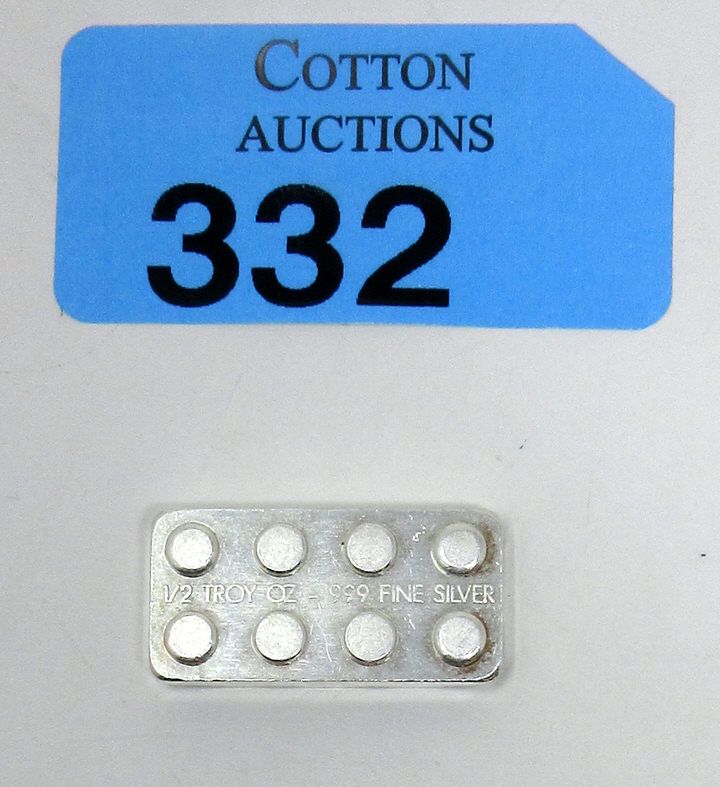 COTTON
AUCTIONS
332
1/2 TROY OZ - 999 FINE SILVER